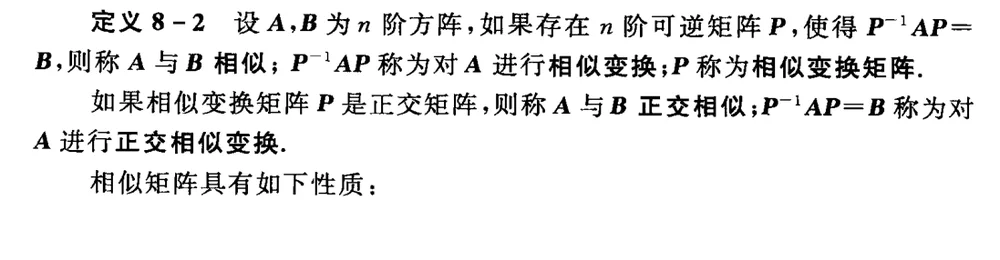 定义 8-2 设 A,B 为 n 阶方阵,如果存在 n 阶可逆矩阵 P,使得 P⁻¹AP=
B,则称 A 与 B 相似; P⁻¹AP 称为对 A 进行相似变换;P 称为相似变换矩阵.
如果相似变换矩阵 P 是正交矩阵,则称 A 与 B 正交相似;P⁻¹AP=B 称为对
A 进行正交相似变换.
相似矩阵具有如下性质: